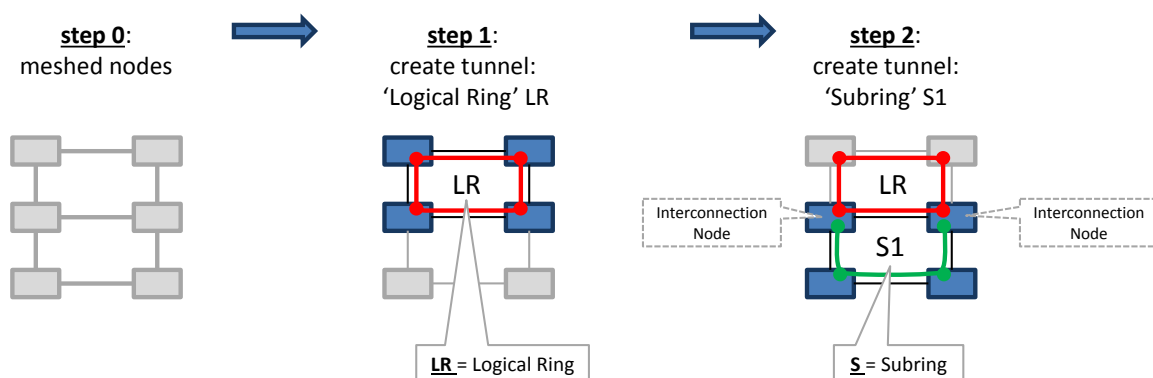 step 0:
meshed nodes
step 1:
create tunnel:
‘Logical Ring’ LR
step 2:
create tunnel:
‘Subring’ S1
LR
LR = Logical Ring
LR
Interconnection
Node
Interconnection
Node
S1
S = Subring